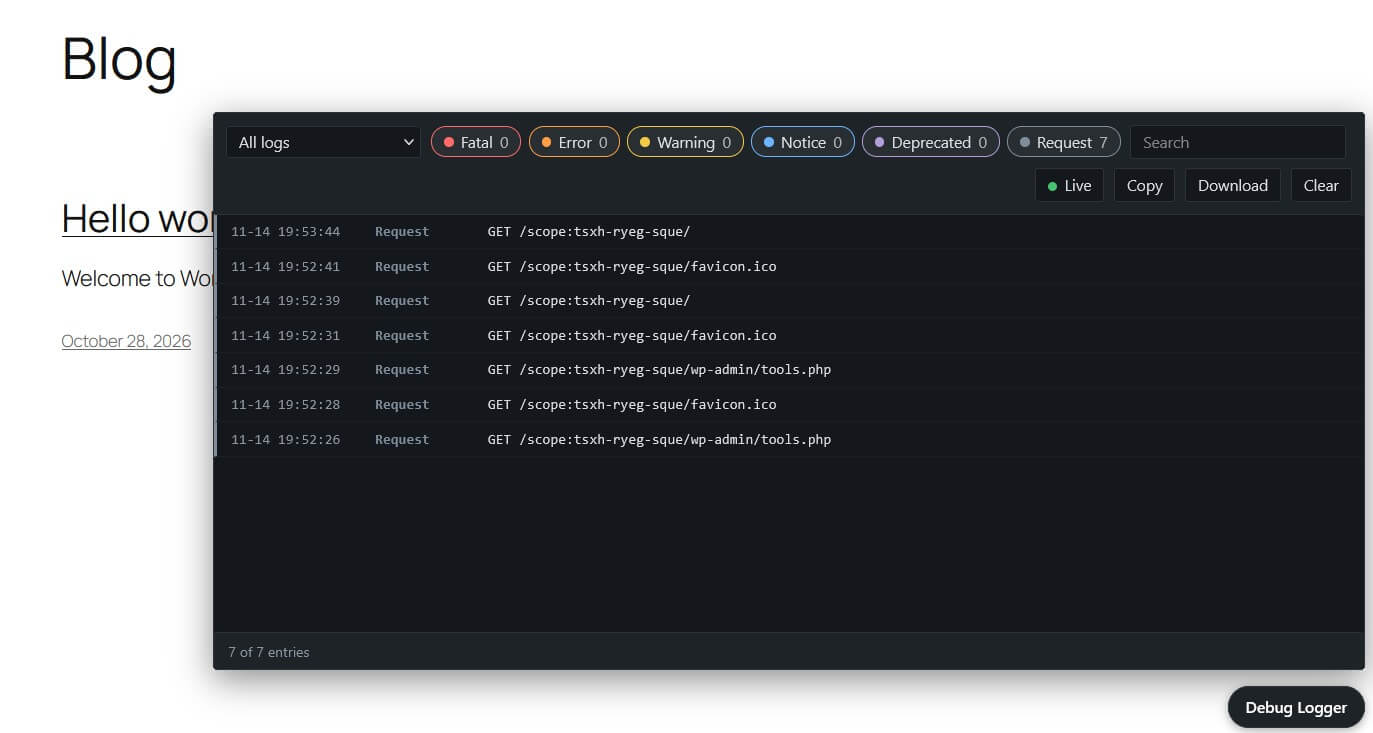 Blog
All logs Fatal 0 Error 0 Warning 0 Notice 0 Deprecated 0 Request 7 Search
Live Copy Download Clear
Hello wor
Welcome to Wor
October 28, 2026
11-14 19:53:44 Request GET /scope:tsxh-ryeg-sque/
11-14 19:52:41 Request GET /scope:tsxh-ryeg-sque/favicon.ico
11-14 19:52:39 Request GET /scope:tsxh-ryeg-sque/
11-14 19:52:31 Request GET /scope:tsxh-ryeg-sque/favicon.ico
11-14 19:52:29 Request GET /scope:tsxh-ryeg-sque/wp-admin/tools.php
11-14 19:52:28 Request GET /scope:tsxh-ryeg-sque/favicon.ico
11-14 19:52:26 Request GET /scope:tsxh-ryeg-sque/wp-admin/tools.php
7 of 7 entries
Debug Logger